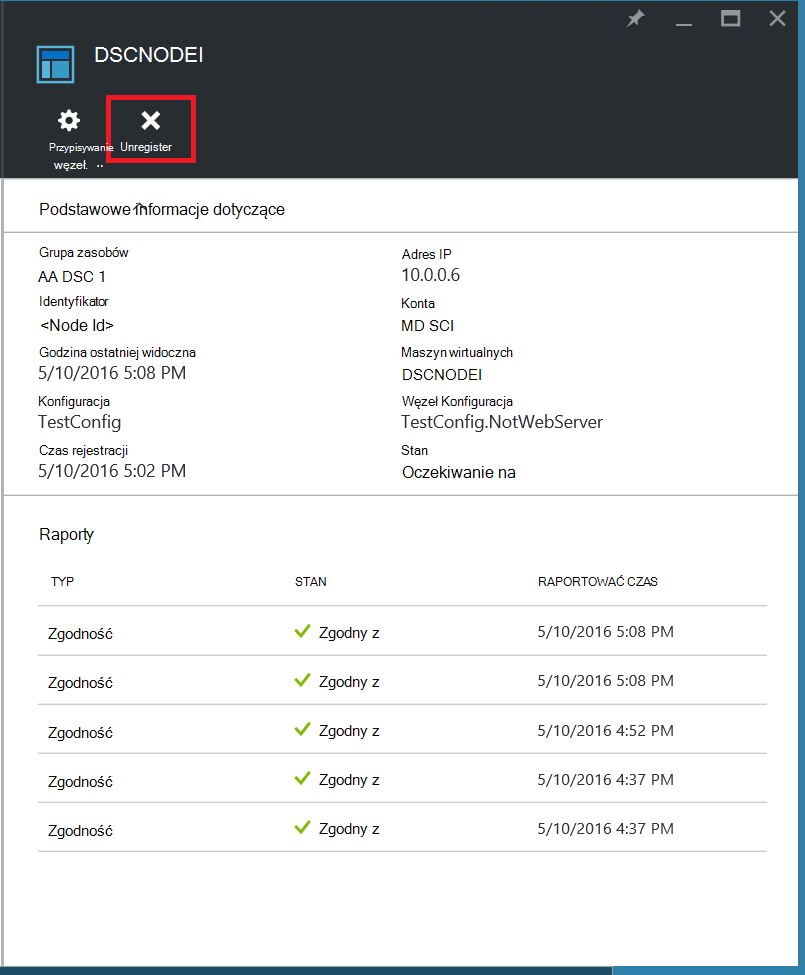 DSCNODEI
Przypisywanie
węzeł. ..
Unregister
Podstawowe informacje dotyczące
Grupa zasobów
AA DSC 1
Adres IP
10.0.0.6
Identyfikator
<Node Id>
Konta
MD SCI
Godzina ostatniej widoczna
5/10/2016 5:08 PM
Maszyn wirtualnych
DSCNODEI
Konfiguracja
TestConfig
Węzeł Konfiguracja
TestConfig.NotWebServer
Czas rejestracji
5/10/2016 5:02 PM
Stan
Oczekiwanie na
Raporty
TYP STAN RAPORTOWAĆ CZAS
Zgodność Zgodny z 5/10/2016 5:08 PM
Zgodność Zgodny z 5/10/2016 5:08 PM
Zgodność Zgodny z 5/10/2016 4:52 PM
Zgodność Zgodny z 5/10/2016 4:37 PM
Zgodność Zgodny z 5/10/2016 4:37 PM